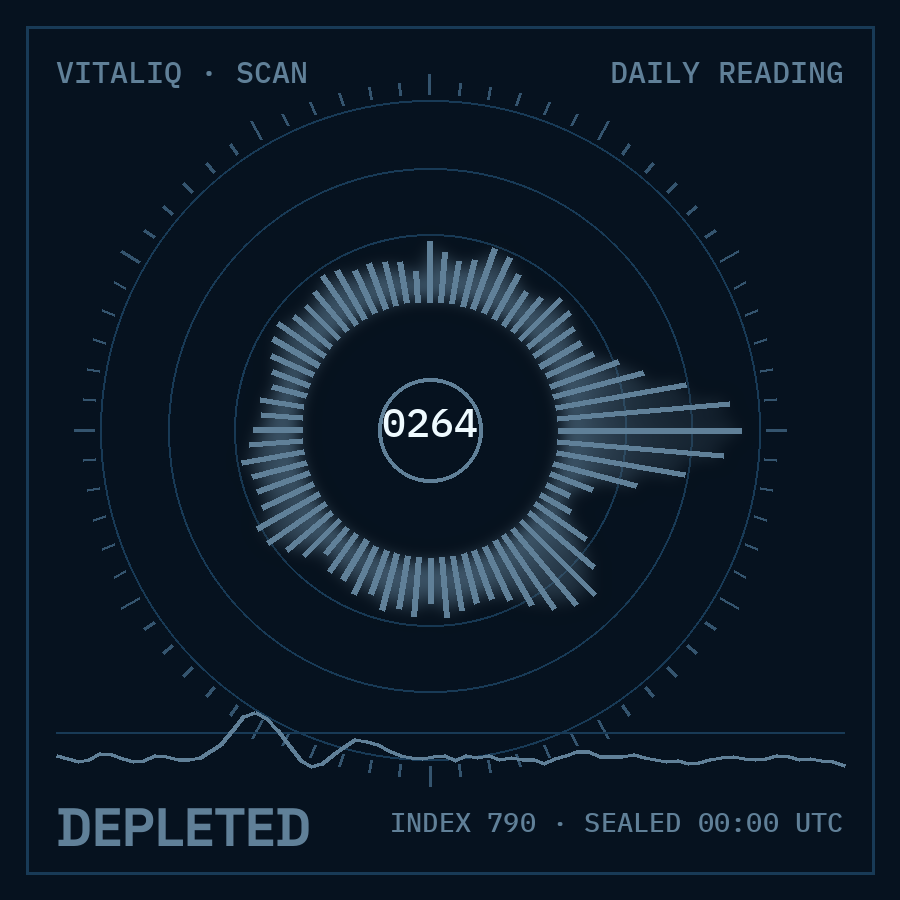 VITALIQ · SCAN
DAILY READING
0264
DEPLETED
INDEX 790 · SEALED 00:00 UTC